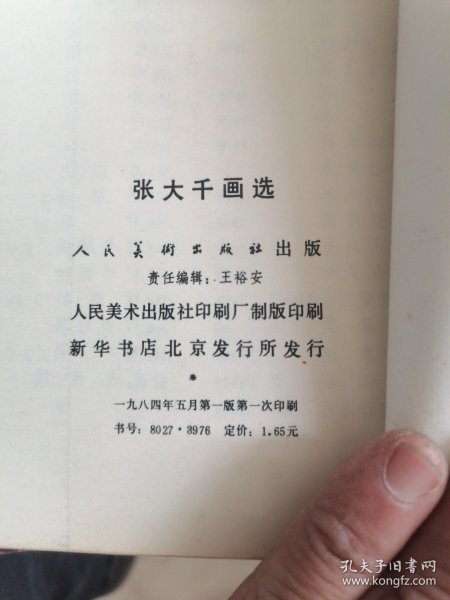 张大千画选
人民美術出版社出版
责任编辑：王裕安
人民美术出版社印刷厂制版印刷
新华书店北京发行所发行
*
一九八四年五月第一版第一次印刷
书号：8027·3976 定价：1.65元
孔夫子旧书网
www.kongfz.com